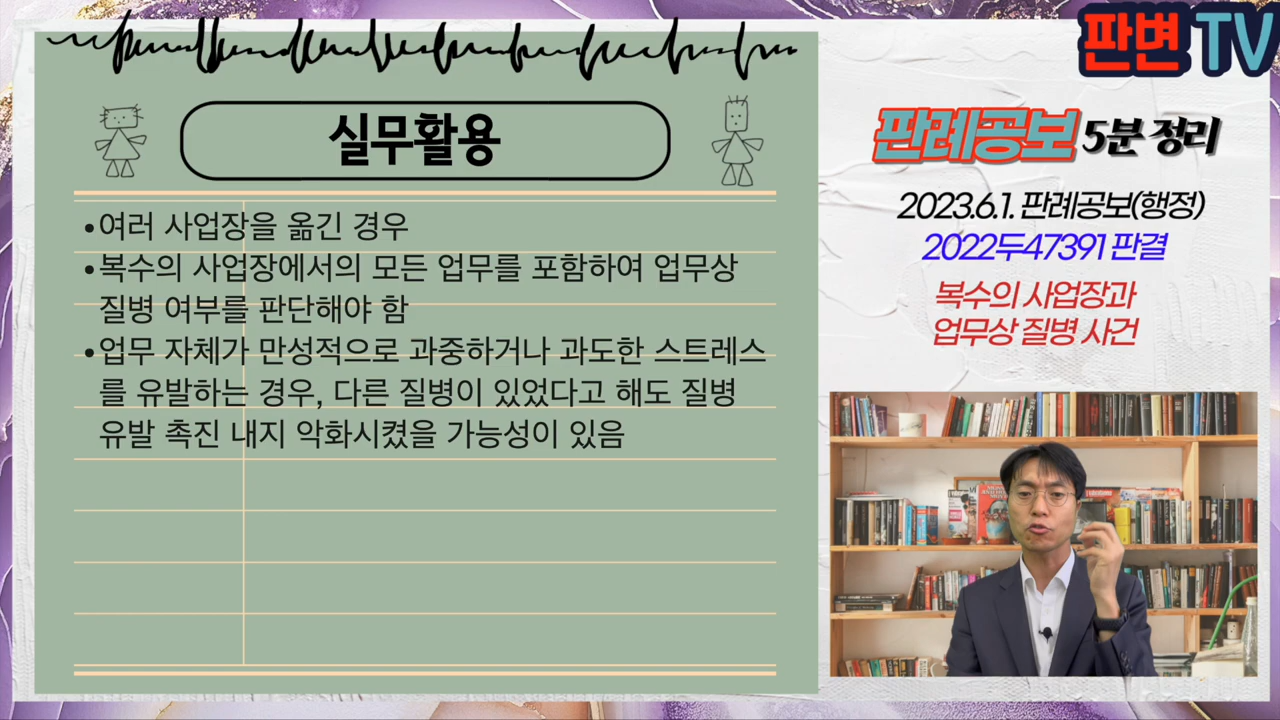 판변 TV
실무활용
•여러 사업장을 옮긴 경우
•복수의 사업장에서의 모든 업무를 포함하여 업무상
질병 여부를 판단해야 함
•업무 자체가 만성적으로 과중하거나 과도한 스트레스
를 유발하는 경우, 다른 질병이 있었다고 해도 질병
유발 촉진 내지 악화시켰을 가능성이 있음
판례공보 5분 정리
2023.6.1. 판례공보(행정)
2022두47391 판결
복수의 사업장과
업무상 질병 사건